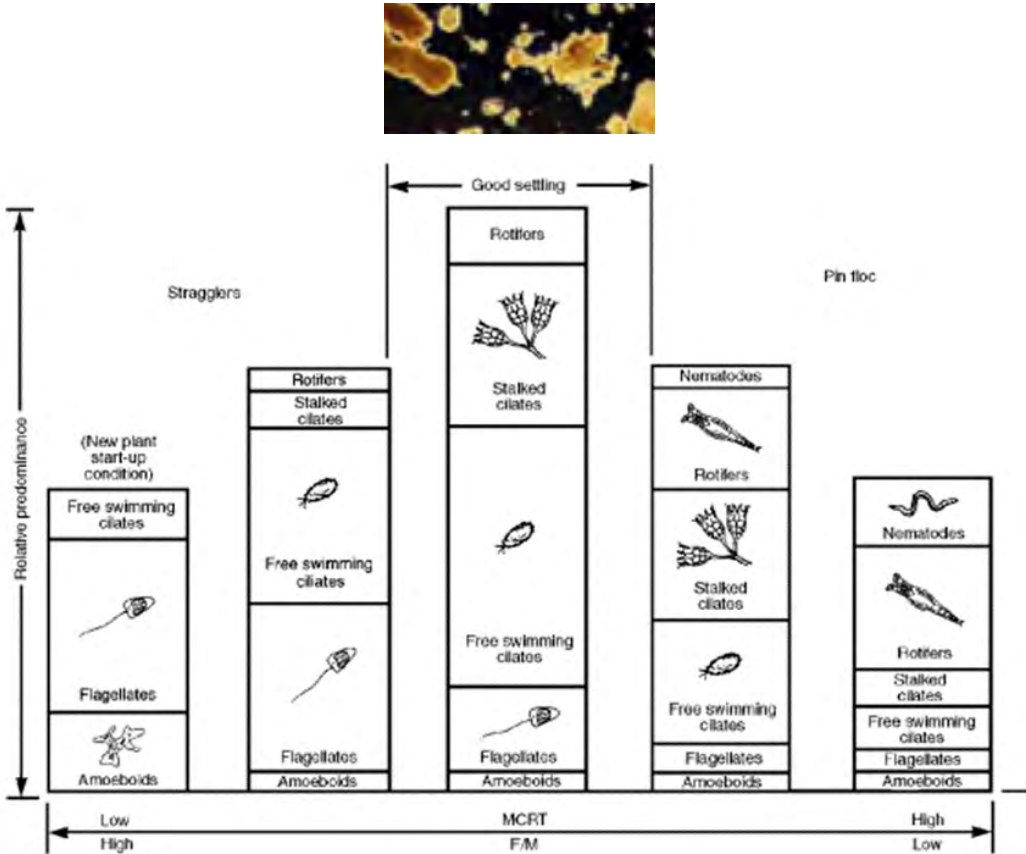 Good settling
Stragglers
Pin floc
Relative predominance
(New plant
start-up
condition)
Free swimming
ciliates
Flagellates
Amoeboids
Rotifers
Stalked
ciliates
Free swimming
ciliates
Flagellates
Amoeboids
Rotifers
Stalked
ciliates
Free swimming
ciliates
Flagellates
Amoeboids
Nematodes
Rotifers
Stalked
ciliates
Free swimming
ciliates
Flagellates
Amoeboids
Nematodes
Rotifers
Stalked
ciliates
Free swimming
ciliates
Flagellates
Amoeboids
Low MCRT High
High F/M Low